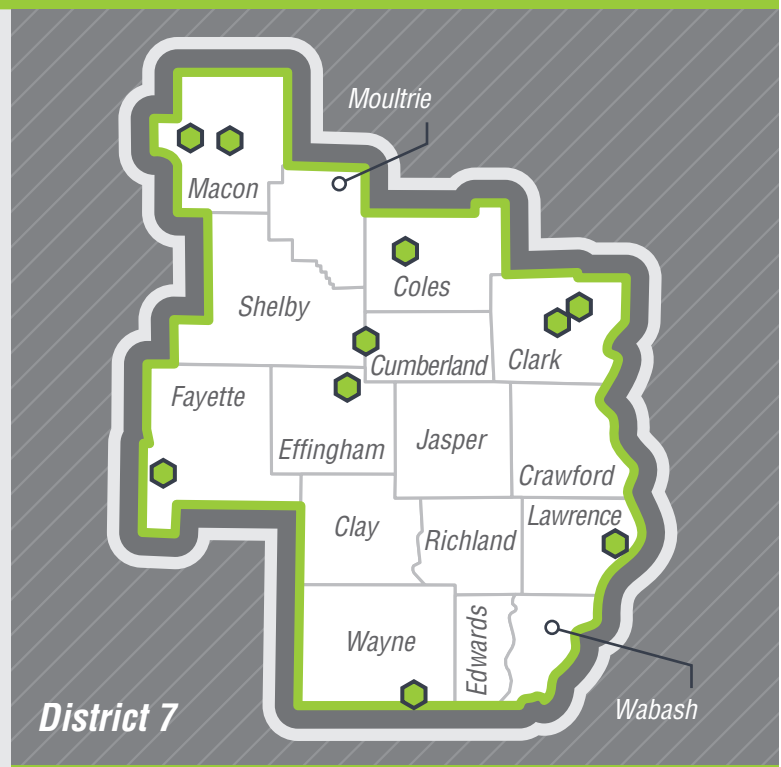 Moultrie
Macon
Coles
Shelby
Clark
Cumberland
Fayette
Jasper
Effingham
Crawford
Lawrence
Clay
Richland
Edwards
Wayne
Wabash
District 7